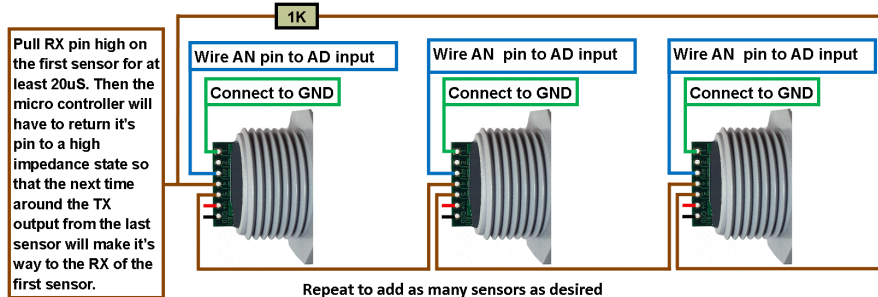 1K
Pull RX pin high on
the first sensor for at
least 20uS. Then the
micro controller will
have to return it's
pin to a high
impedance state so
that the next time
around the TX
output from the last
sensor will make it's
way to the RX of the
first sensor.
Wire AN pin to AD input
Connect to GND
Wire AN pin to AD input
Connect to GND
Wire AN pin to AD input
Connect to GND
Repeat to add as many sensors as desired